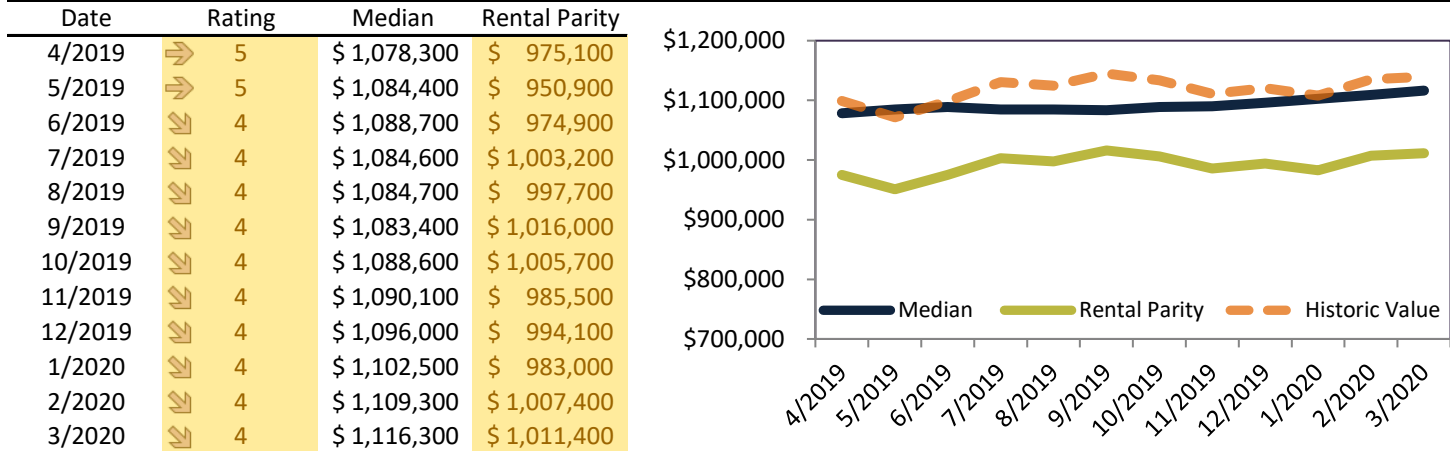 Date Rating Median Rental Parity
4/2019 5 $ 1,078,300 $ 975,100
5/2019 5 $ 1,084,400 $ 950,900
6/2019 4 $ 1,088,700 $ 974,900
7/2019 4 $ 1,084,600 $ 1,003,200
8/2019 4 $ 1,084,700 $ 997,700
9/2019 4 $ 1,083,400 $ 1,016,000
10/2019 4 $ 1,088,600 $ 1,005,700
11/2019 4 $ 1,090,100 $ 985,500
12/2019 4 $ 1,096,000 $ 994,100
1/2020 4 $ 1,102,500 $ 983,000
2/2020 4 $ 1,109,300 $ 1,007,400
3/2020 4 $ 1,116,300 $ 1,011,400
$1,200,000
$1,100,000
$1,000,000
$900,000
$800,000
$700,000
Median Rental Parity Historic Value
4/2019 5/2019 6/2019 7/2019 8/2019 9/2019 10/2019 11/2019 12/2019 1/2020 2/2020 3/2020